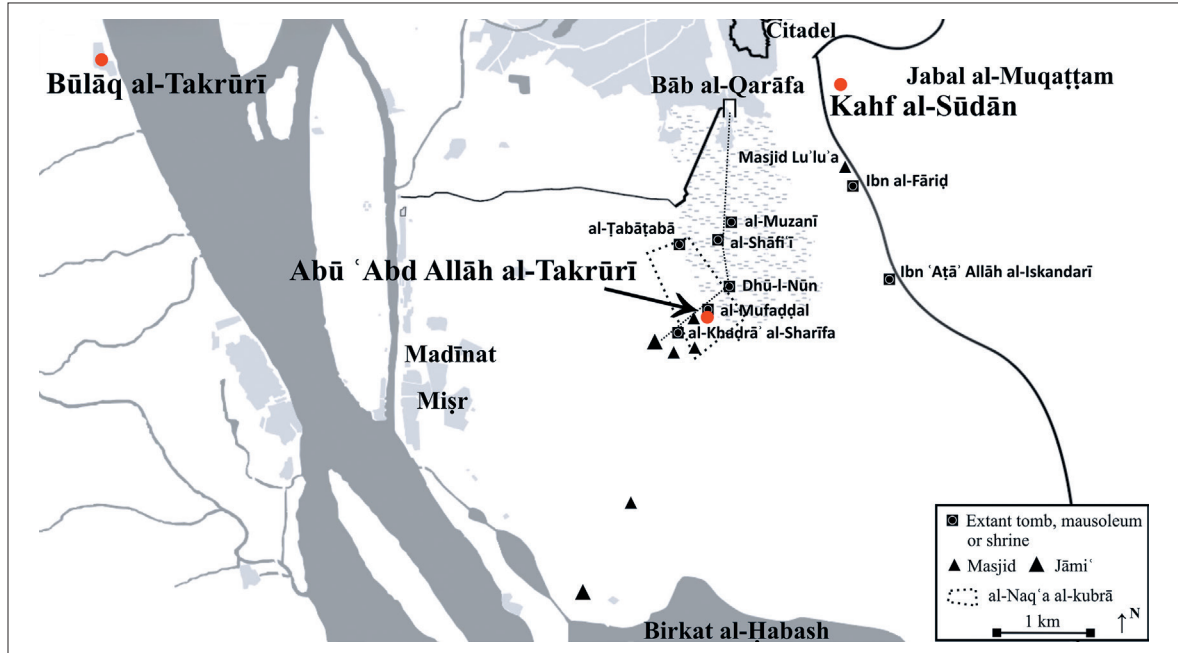 Citadel
Būlāq al-Takrūrī
Bāb al-Qarāfa
Jabal al-Muqaṭṭam
Kahf al-Sūdān
Masjid Luʾluʾa
Ibn al-Fāriḍ
al-Muzanī
al-Ṭabāṭabā
al-Shāfiʿī
Abū ʿAbd Allāh al-Takrūrī
Ibn ʿAṭāʾ Allāh al-Iskandarī
Dhū-l-Nūn
al-Mufaḍḍal
al-Khaḍrāʾ al-Sharīfa
Madīnat
Miṣr
Birkat al-Ḥabash
Extant tomb, mausoleum
or shrine
Masjid Jāmiʿ
al-Naqʿa al-kubrā
1 km
N